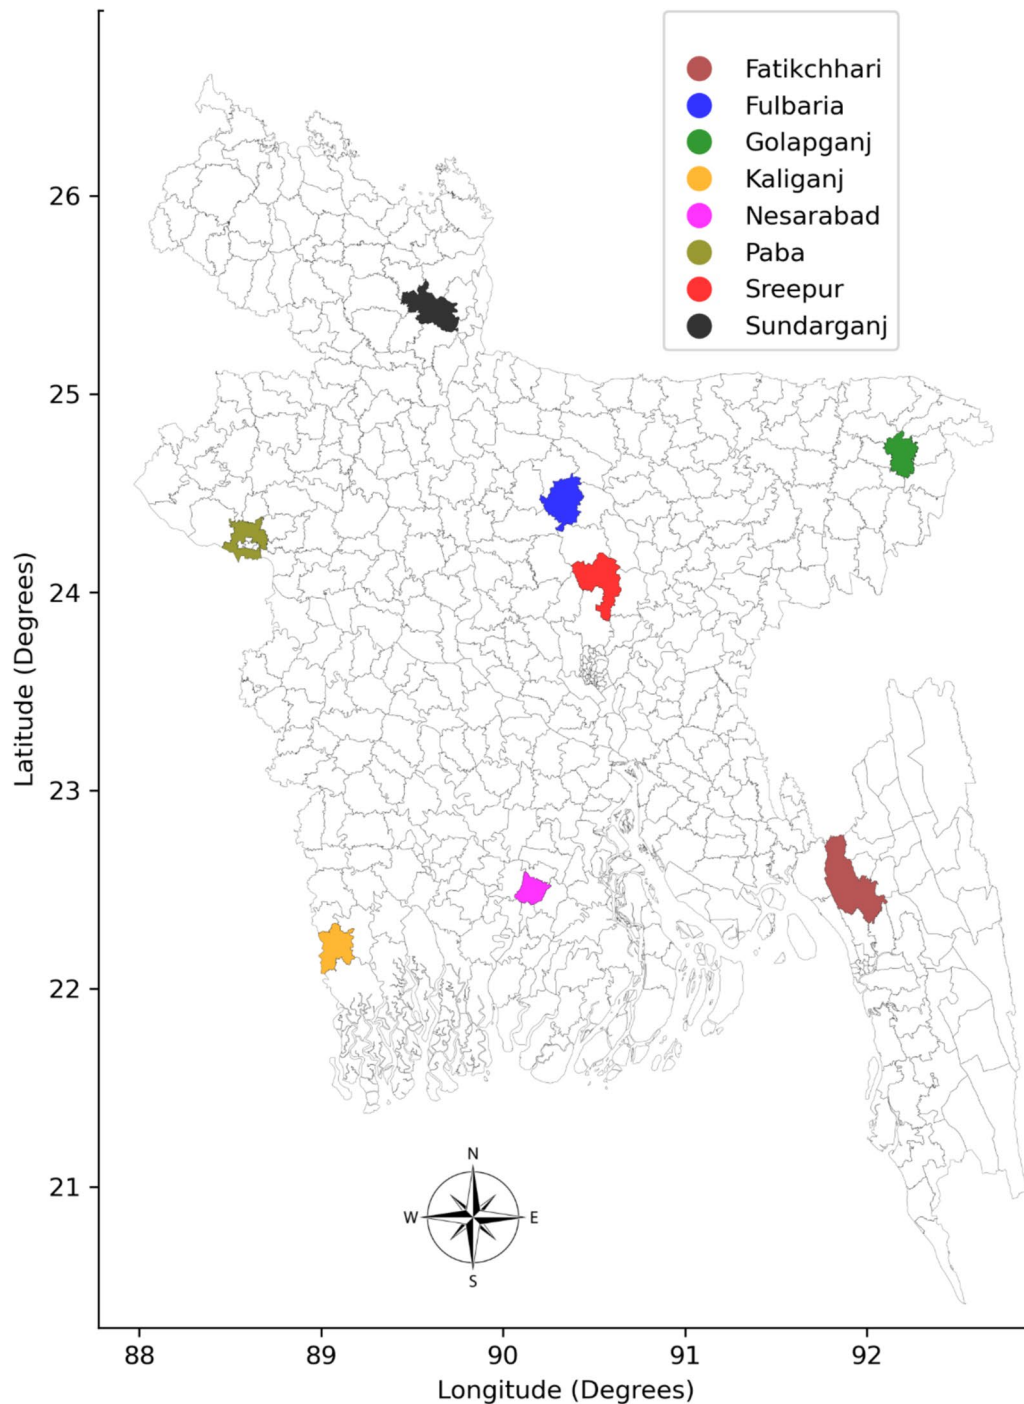 Fatikchhari
Fulbaria
Golapganj
Kaliganj
Nesarabad
Paba
Sreepur
Sundarganj
26
25
24
23
22
21
Latitude (Degrees)
N
W E
S
88 89 90 91 92
Longitude (Degrees)